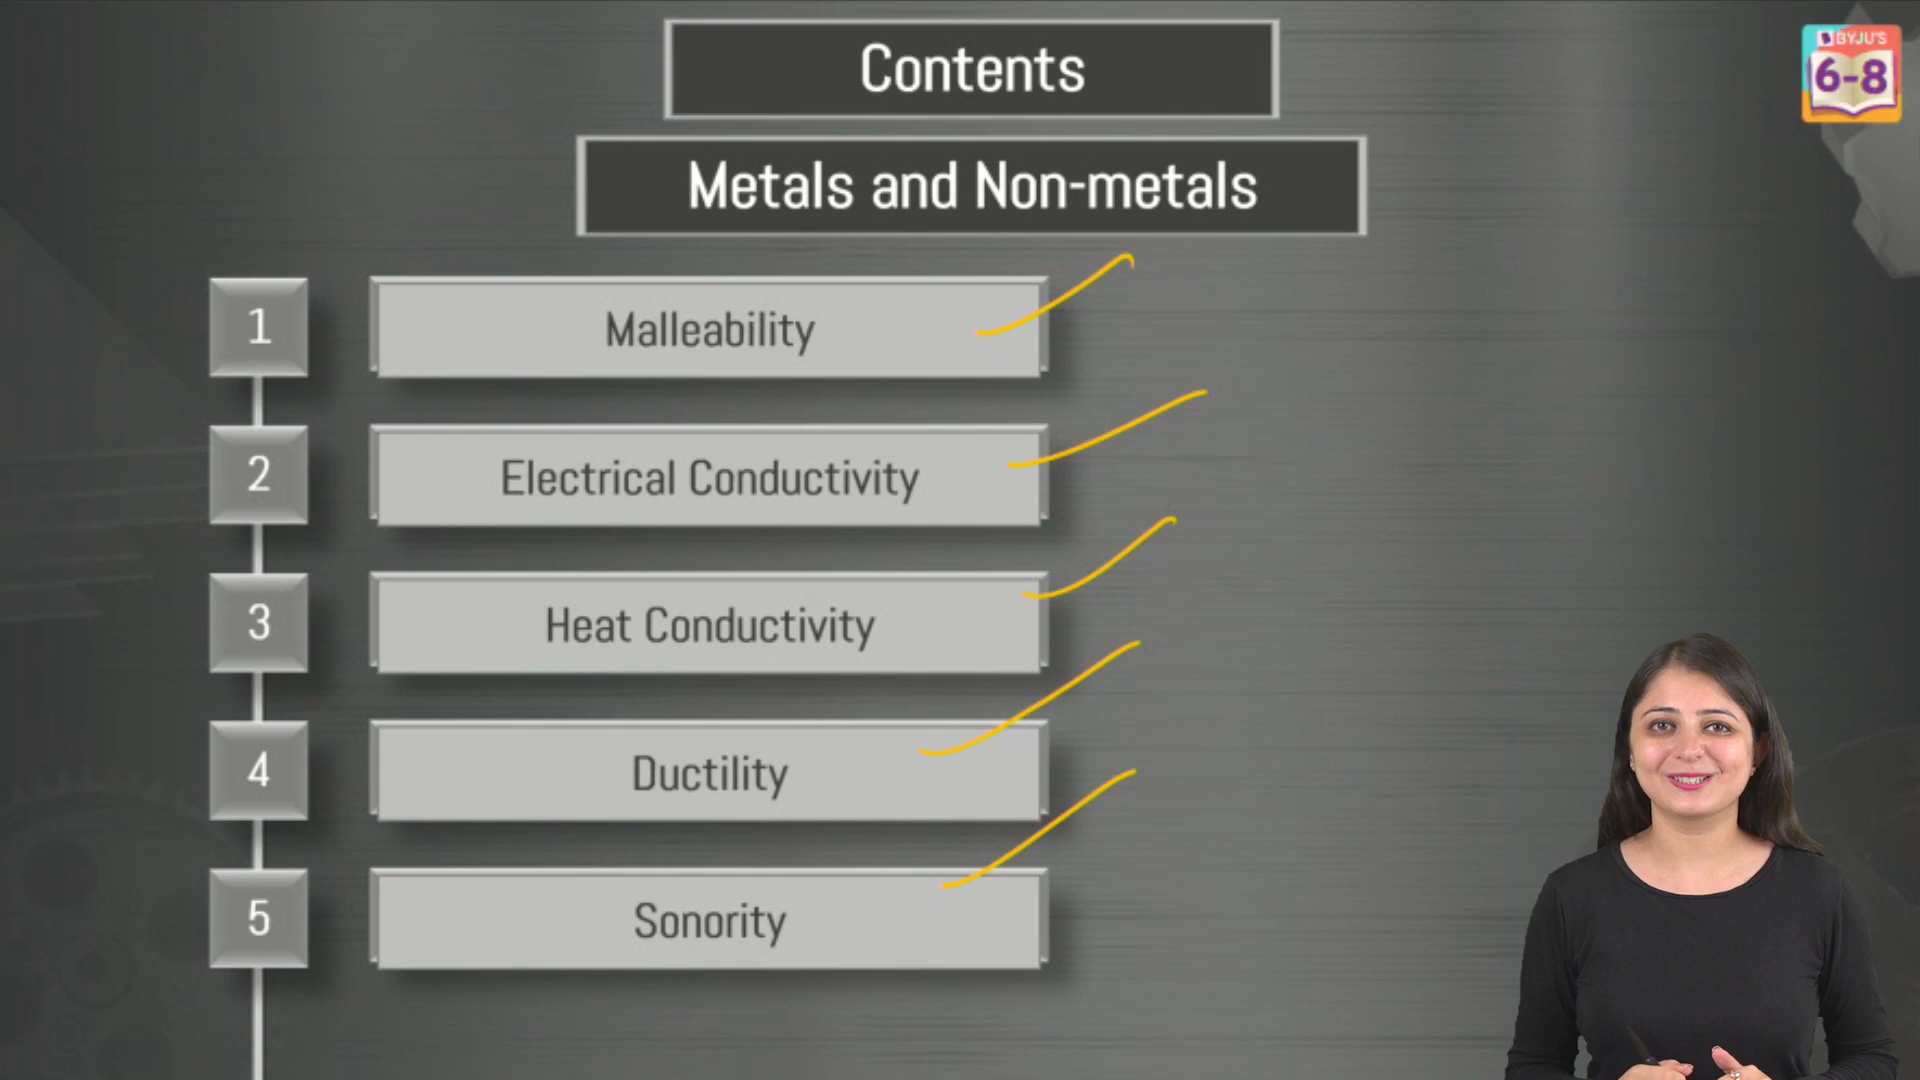 Contents
BYJU'S
6-8
Metals and Non-metals
1 Malleability
2 Electrical Conductivity
3 Heat Conductivity
4 Ductility
5 Sonority